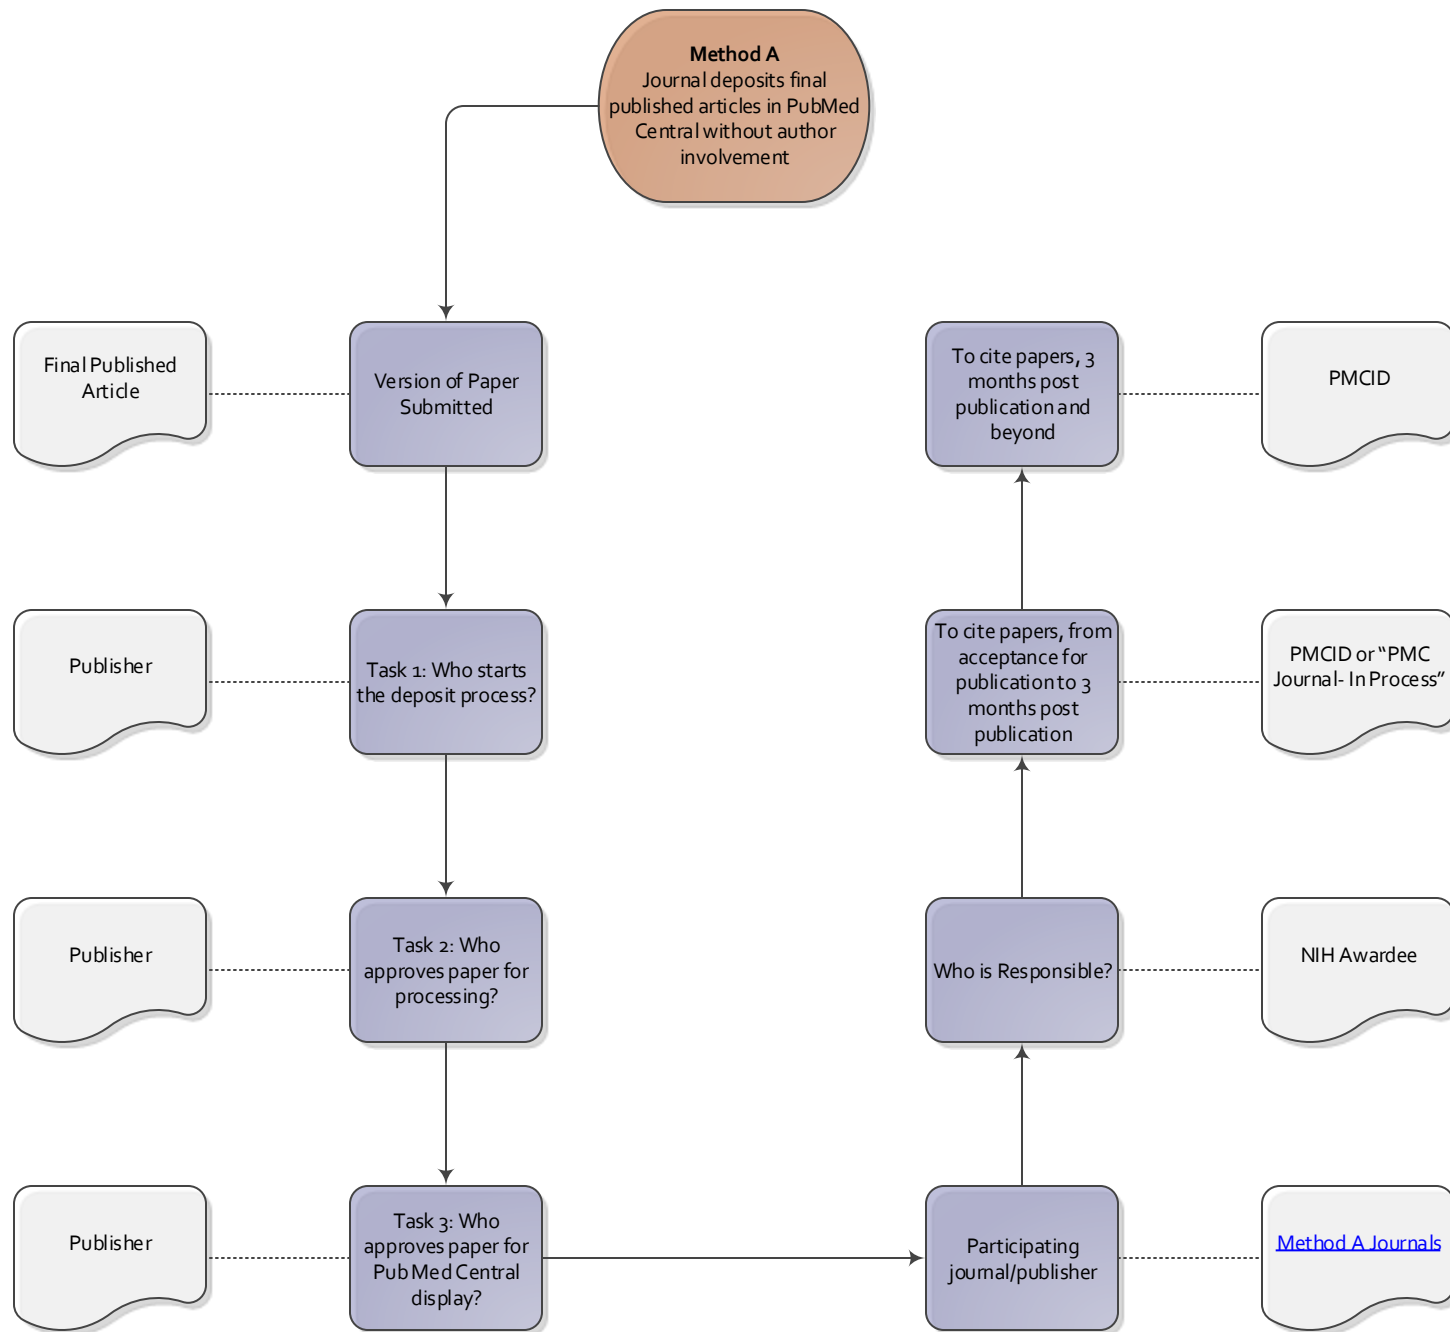 Method A
Journal deposits final
published articles in PubMed
Central without author
involvement
Final Published
Article
Version of Paper
Submitted
To cite papers, 3
months post
publication and
beyond
PMCID
Publisher
Task 1: Who starts
the deposit process?
To cite papers, from
acceptance for
publication to 3
months post
publication
PMCID or “PMC
Journal- In Process”
Publisher
Task 2: Who
approves paper for
processing?
Who is Responsible?
NIH Awardee
Publisher
Task 3: Who
approves paper for
PubMed Central
display?
Participating
journal/publisher
Method A Journals